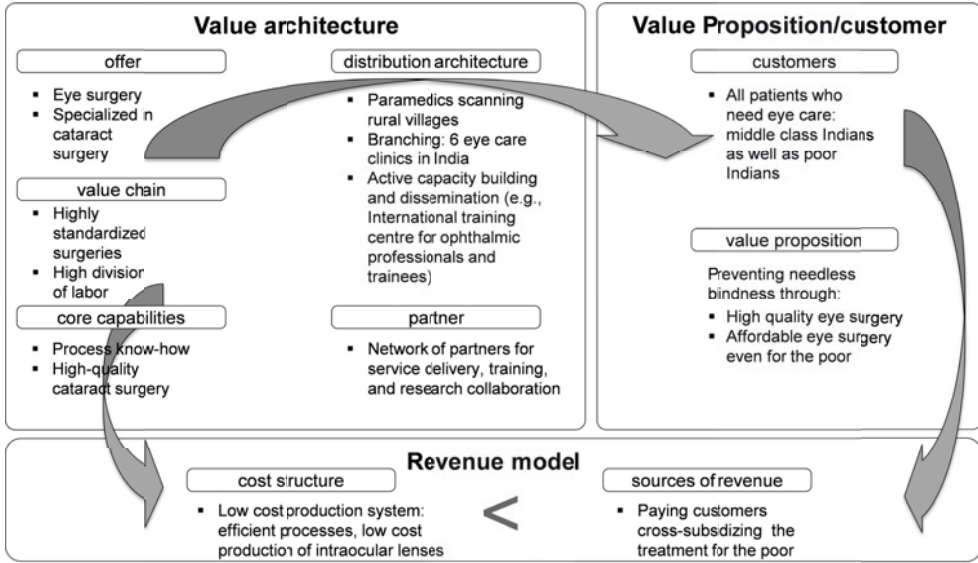 Value architecture
offer
▪ Eye surgery
▪ Specialized in
cataract
surgery
value chain
▪ Highly
standardized
surgeries
▪ High division
of labor
core capabilities
▪ Process know-how
▪ High-quality
cataract surgery
distribution architecture
▪ Paramedics scanning
rural villages
▪ Branching: 6 eye care
clinics in India
▪ Active capacity building
and dissemination (e.g.,
International training
centre for ophthalmic
professionals and
trainees)
partner
▪ Network of partners for
service delivery, training,
and research collaboration
Value Proposition/customer
customers
▪ All patients who
need eye care:
middle class Indians
as well as poor
Indians
value proposition
Preventing needless
bindness through:
▪ High quality eye surgery
▪ Affordable eye surgery
even for the poor
Revenue model
cost structure
▪ Low cost production system:
efficient processes, low cost
production of intraocular lenses
<
sources of revenue
▪ Paying customers
cross-subsdizing the
treatment for the poor